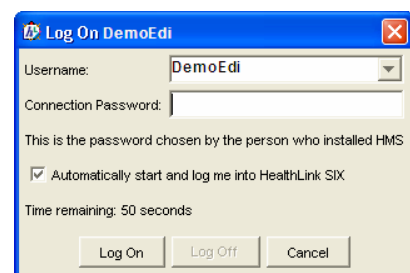 Log On DemoEdi
Username: DemoEdi
Connection Password:
This is the password chosen by the person who installed HMS
Automatically start and log me into HealthLink SIX
Time remaining: 50 seconds
Log On Log Off Cancel